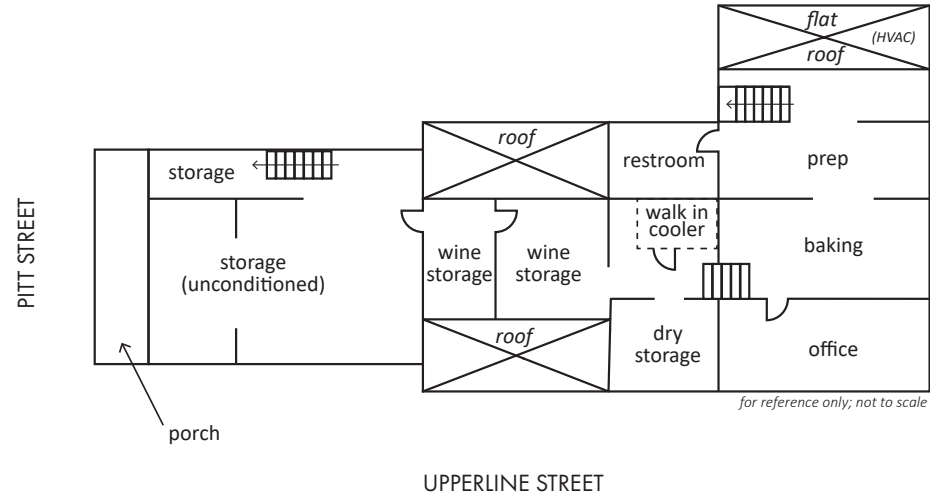 flat
(HVAC)
roof
roof
restroom
prep
storage
walk in
cooler
baking
wine
storage
wine
storage
storage
(unconditioned)
PITT STREET
roof
dry
storage
office
for reference only; not to scale
porch
UPPERLINE STREET